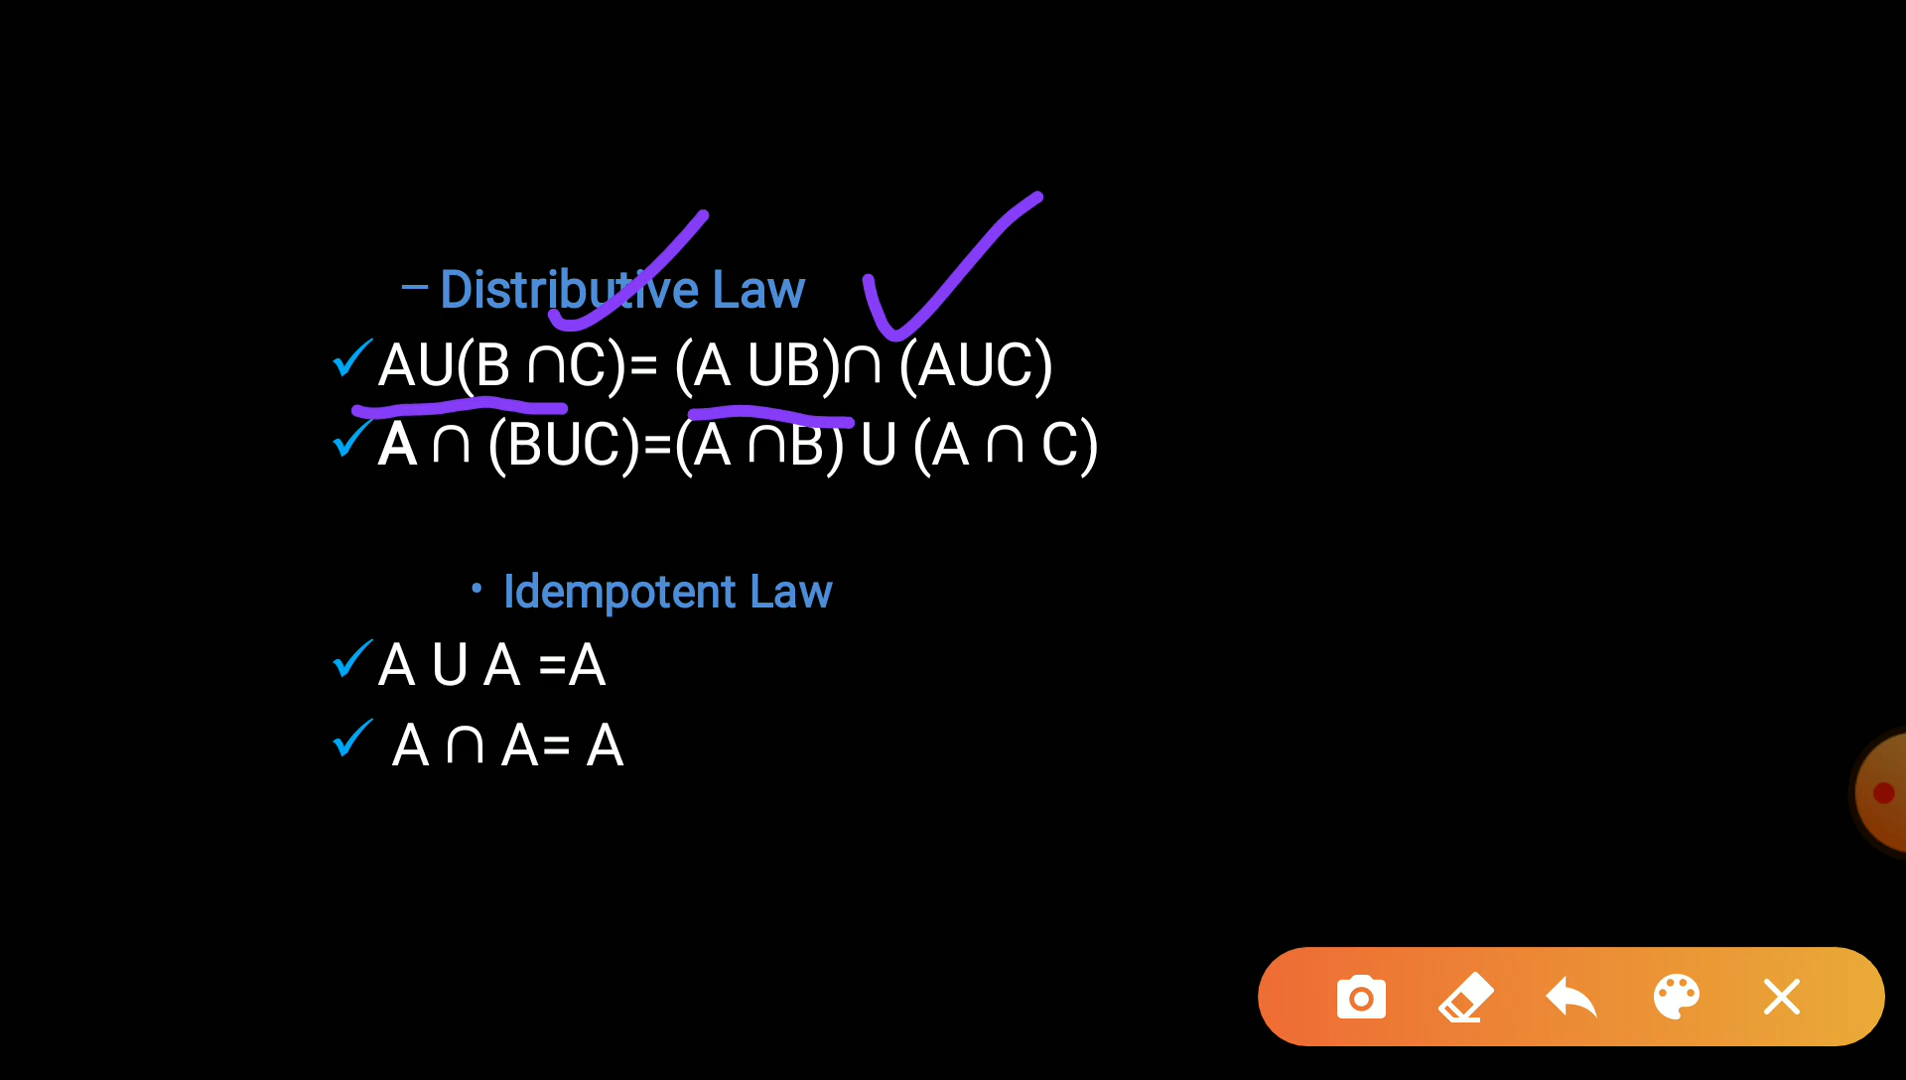 – Distributive Law
✓AU(B ∩C)= (A UB)∩ (AUC)
✓A ∩ (BUC)=(A ∩B) U (A ∩ C)
• Idempotent Law
✓A U A =A
✓ A ∩ A= A